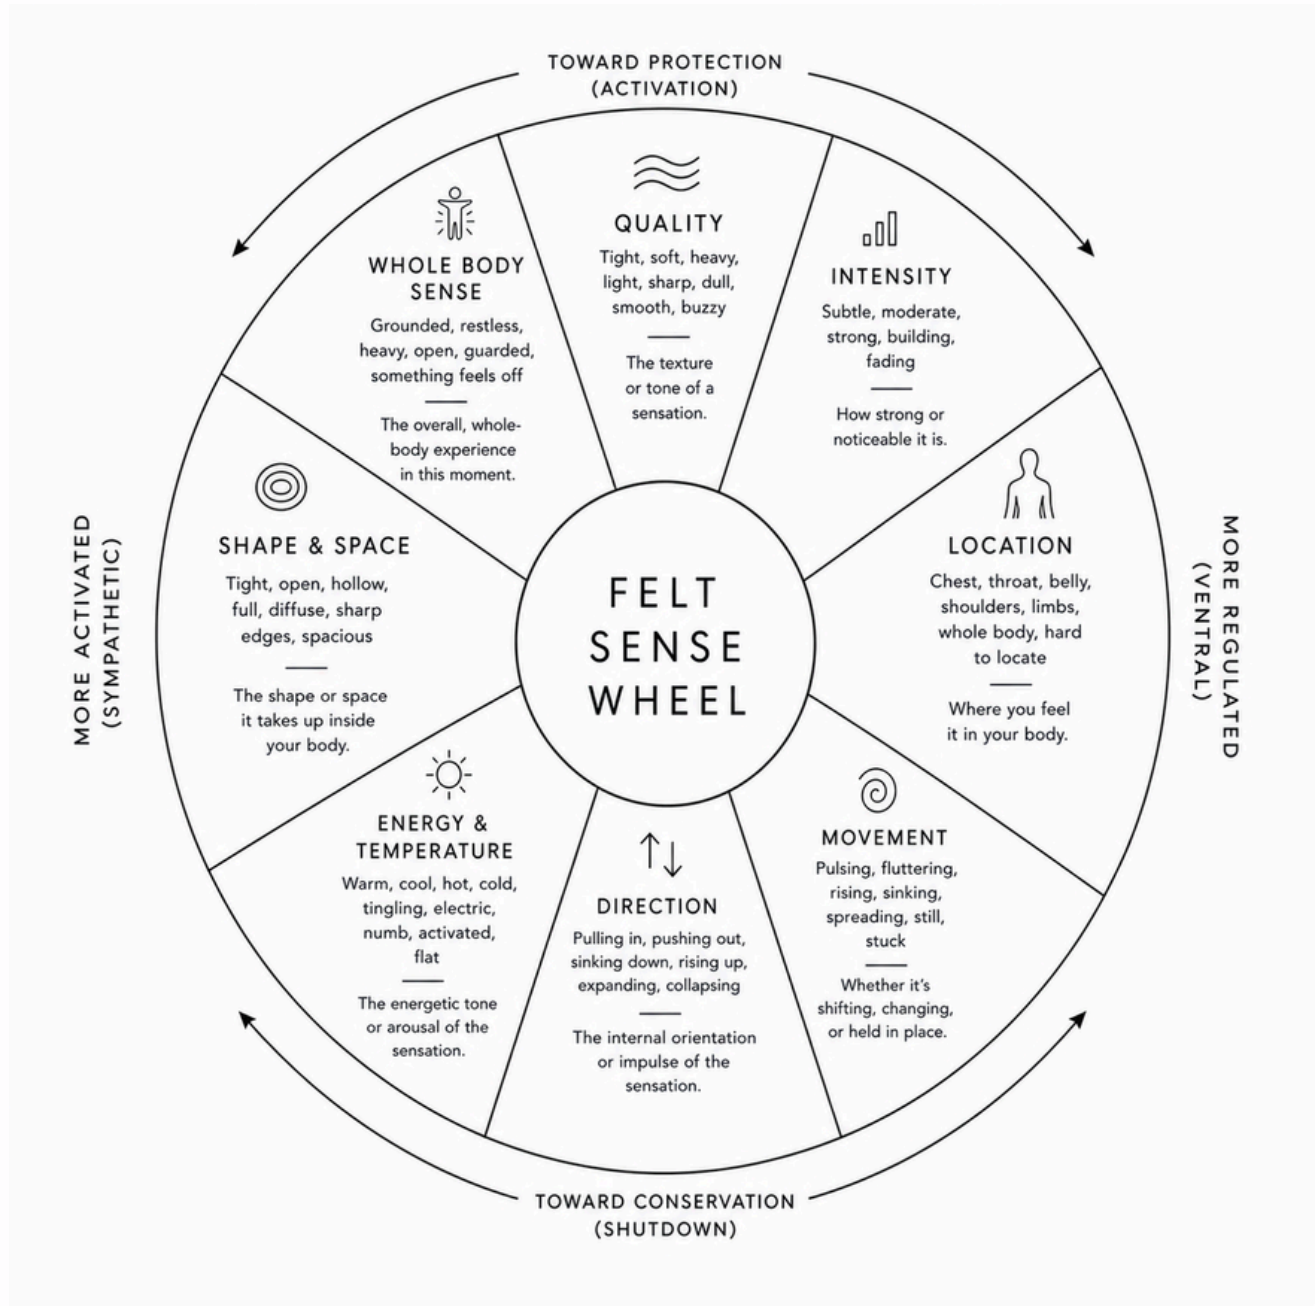 TOWARD PROTECTION
(ACTIVATION)
QUALITY
Tight, soft, heavy,
light, sharp, dull,
smooth, buzzy
The texture
or tone of a
sensation.
INTENSITY
Subtle, moderate,
strong, building,
fading
How strong or
noticeable it is.
LOCATION
Chest, throat, belly,
shoulders, limbs,
whole body, hard
to locate
Where you feel
it in your body.
MOVEMENT
Pulsing, fluttering,
rising, sinking,
spreading, still,
stuck
Whether it's
shifting, changing,
or held in place.
DIRECTION
Pulling in, pushing out,
sinking down, rising up,
expanding, collapsing
The internal orientation
or impulse of the
sensation.
ENERGY &
TEMPERATURE
Warm, cool, hot, cold,
tingling, electric,
numb, activated,
flat
The energetic tone
or arousal of the
sensation.
SHAPE & SPACE
Tight, open, hollow,
full, diffuse, sharp
edges, spacious
The shape or space
it takes up inside
your body.
WHOLE BODY
SENSE
Grounded, restless,
heavy, open, guarded,
something feels off
The overall, whole-
body experience
in this moment.
FELT
SENSE
WHEEL
MORE ACTIVATED
(SYMPATHETIC)
MORE REGULATED
(VENTRAL)
TOWARD CONSERVATION
(SHUTDOWN)